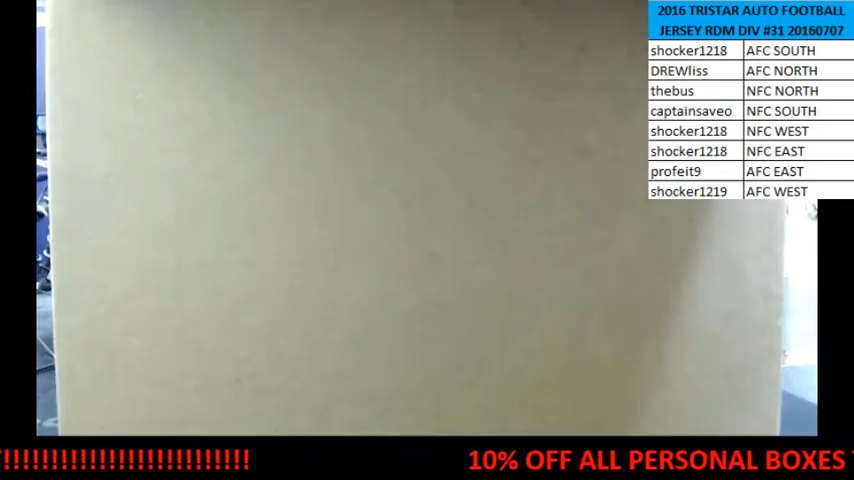 2016 TRISTAR AUTO FOOTBALL
JERSEY RDM DIV #31 20160707
shocker1218 AFC SOUTH
DREWliss AFC NORTH
thebus NFC NORTH
captainsaveo NFC SOUTH
shocker1218 NFC WEST
shocker1218 NFC EAST
profeit9 AFC EAST
shocker1219 AFC WEST
!!!!!!!!!!!!!!!!!!!!!!!!!!!! 10% OFF ALL PERSONAL BOXES